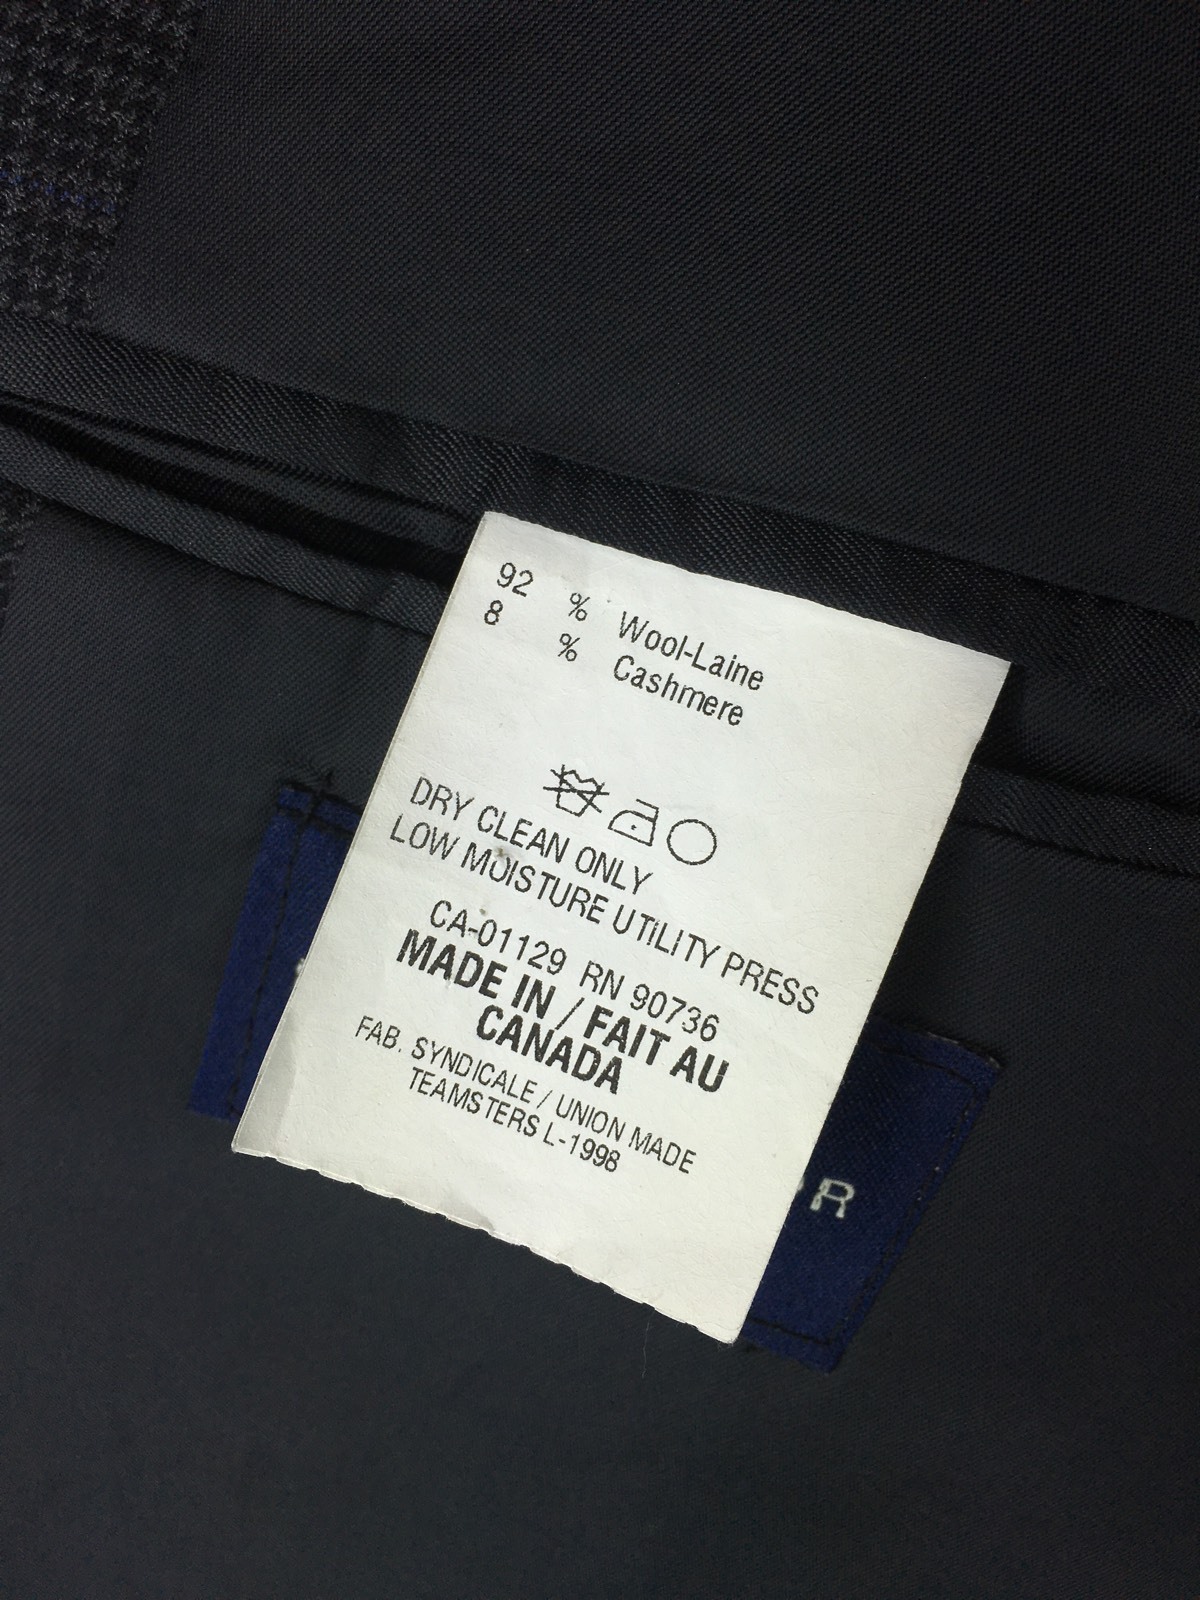 92 % Wool-Laine
8 % Cashmere
DRY CLEAN ONLY
LOW MOISTURE UTILITY PRESS
CA-01129 RN 90736
MADE IN / FAIT AU
CANADA
FAB. SYNDICALE / UNION MADE
TEAMSTERS L-1998
R